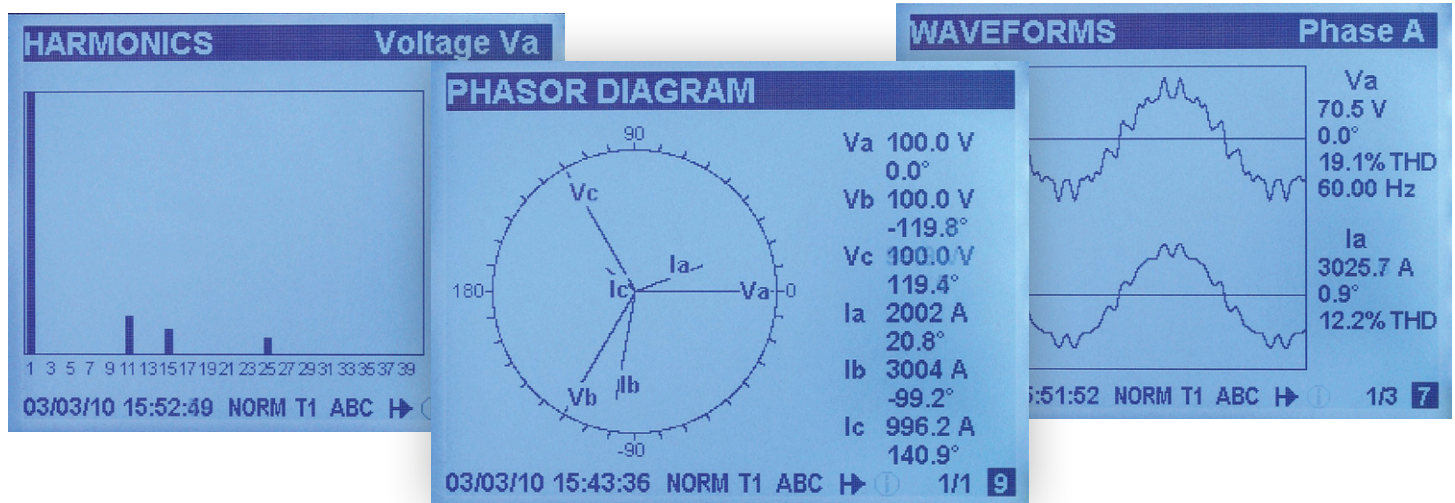 HARMONICS Voltage Va
1 3 5 7 9 11 13 15 17 19 21 23 25 27 29 31 33 35 37 39
03/03/10 15:52:49 NORM T1 ABC
PHASOR DIAGRAM
90
180
0
-90
Vc
Ia
Ic
Va
Vb
Ib
Va 100.0 V
0.0°
Vb 100.0 V
-119.8°
Vc 100.0 V
119.4°
Ia 2002 A
20.8°
Ib 3004 A
-99.2°
Ic 996.2 A
140.9°
03/03/10 15:43:36 NORM T1 ABC 1/1 9
WAVEFORMS Phase A
Va
70.5 V
0.0°
19.1% THD
60.00 Hz
Ia
3025.7 A
0.9°
12.2% THD
:51:52 NORM T1 ABC 1/3 7